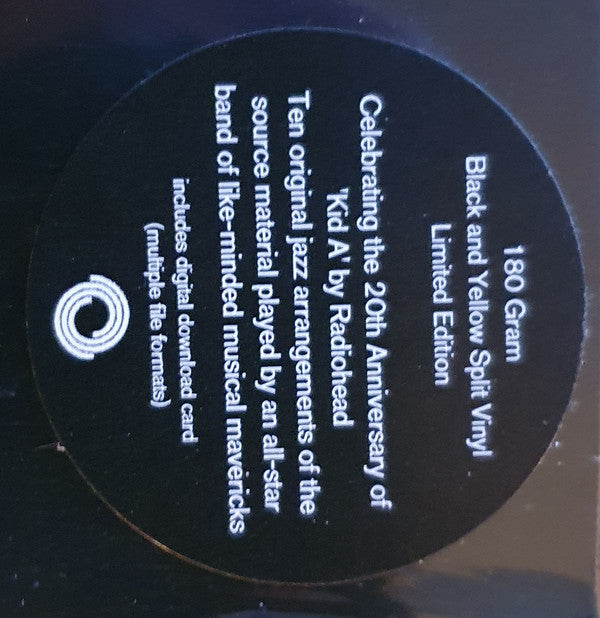 180 Gram
Black and Yellow Split Vinyl
Limited Edition
Celebrating the 20th Anniversary of
'Kid A' by Radiohead
Ten original jazz arrangements of the
source material played by an all-star
band of like-minded musical mavericks
includes digital download card
(multiple file formats)